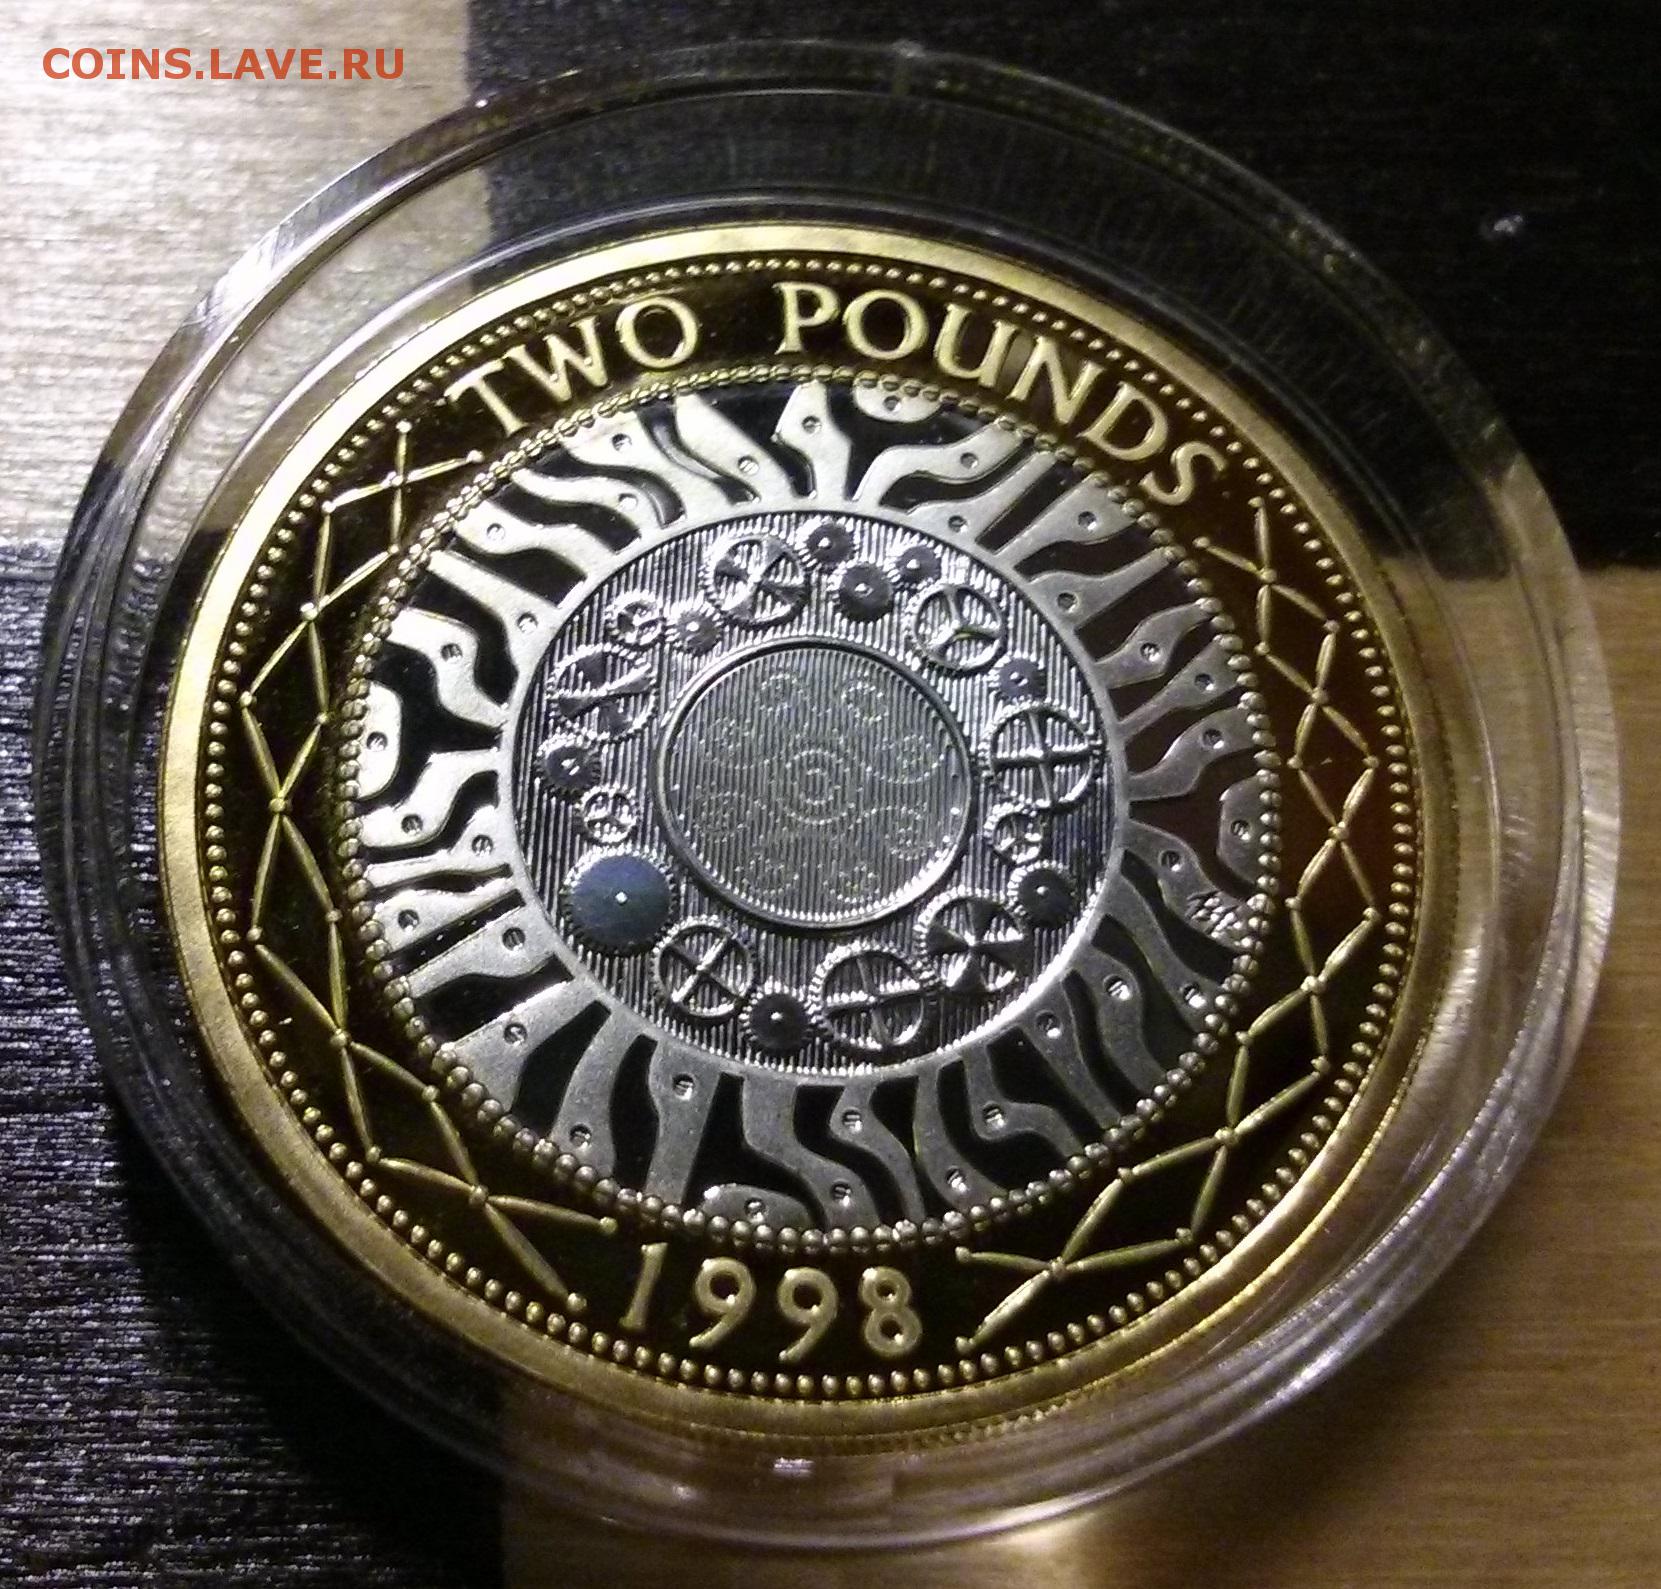 COINS.LAVE.RU
TWO POUNDS
1998